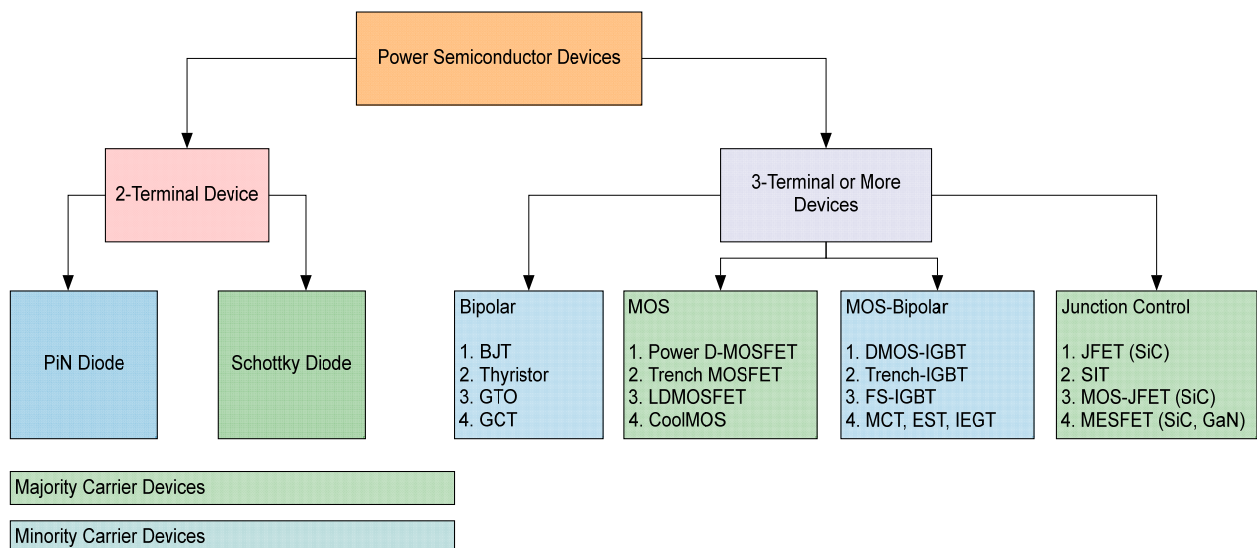 Power Semiconductor Devices
2-Terminal Device
3-Terminal or More
Devices
PiN Diode
Schottky Diode
Bipolar
1. BJT
2. Thyristor
3. GTO
4. GCT
MOS
1. Power D-MOSFET
2. Trench MOSFET
3. LDMOSFET
4. CoolMOS
MOS-Bipolar
1. DMOS-IGBT
2. Trench-IGBT
3. FS-IGBT
4. MCT, EST, IEGT
Junction Control
1. JFET (SiC)
2. SIT
3. MOS-JFET (SiC)
4. MESFET (SiC, GaN)
Majority Carrier Devices
Minority Carrier Devices